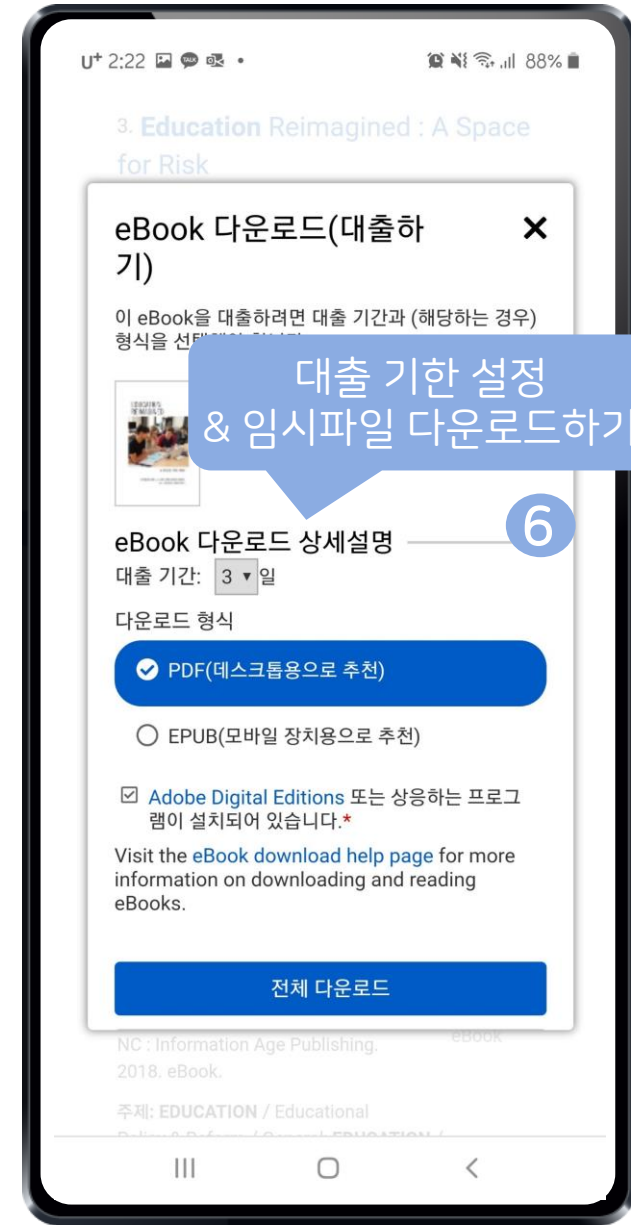 U+ 2:22
88%
3. Education Reimagined : A Space
for Risk
eBook 다운로드(대출하
기)
이 eBook을 대출하려면 대출 기간과 (해당하는 경우)
형식을
대출 기한 설정
& 임시파일 다운로드하기
EDUCATION
REIMAGINED
6
eBook 다운로드 상세설명
대출 기간: 3 ▾ 일
다운로드 형식
PDF(데스크톱용으로 추천)
EPUB(모바일 장치용으로 추천)
Adobe Digital Editions 또는 상응하는 프로그
램이 설치되어 있습니다.*
Visit the eBook download help page for more
information on downloading and reading
eBooks.
전체 다운로드
NC : Information Age Publishing. eBook
2018. eBook.
주제: EDUCATION / Educational